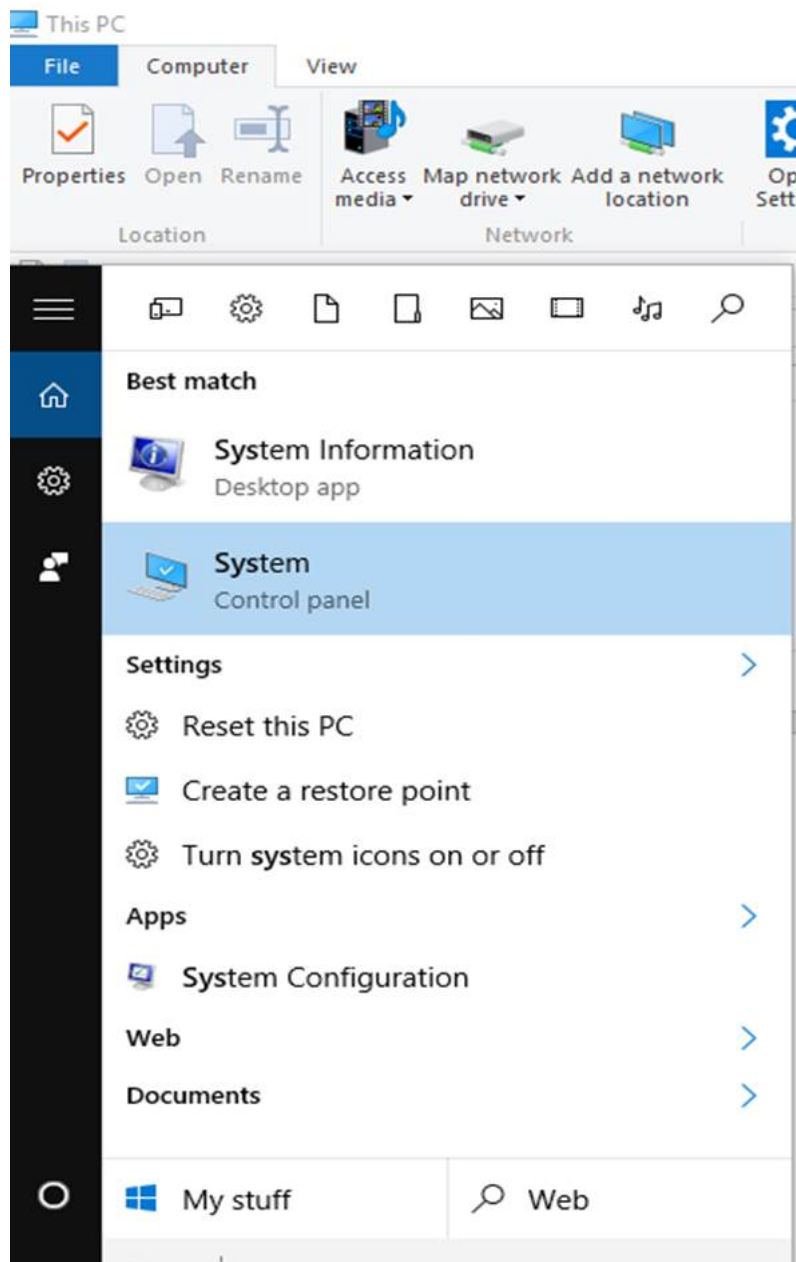 This PC
File Computer View
Properties Open Rename Access media Map network drive Add a network location
Location Network
Best match
System Information
Desktop app
System
Control panel
Settings
Reset this PC
Create a restore point
Turn system icons on or off
Apps
System Configuration
Web
Documents
My stuff Web